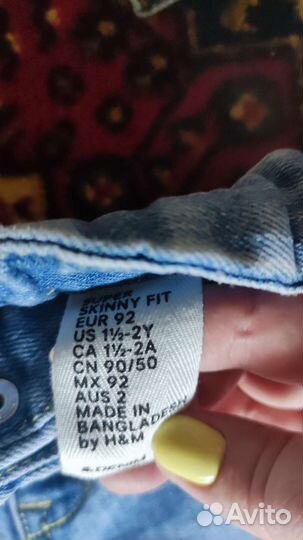 SUPER
SKINNY FIT
EUR 92
US 1½-2Y
CA 1½-2A
CN 90/50
MX 92
AUS 2
MADE IN
BANGLADESH
by H&M
&DENIM
Avito